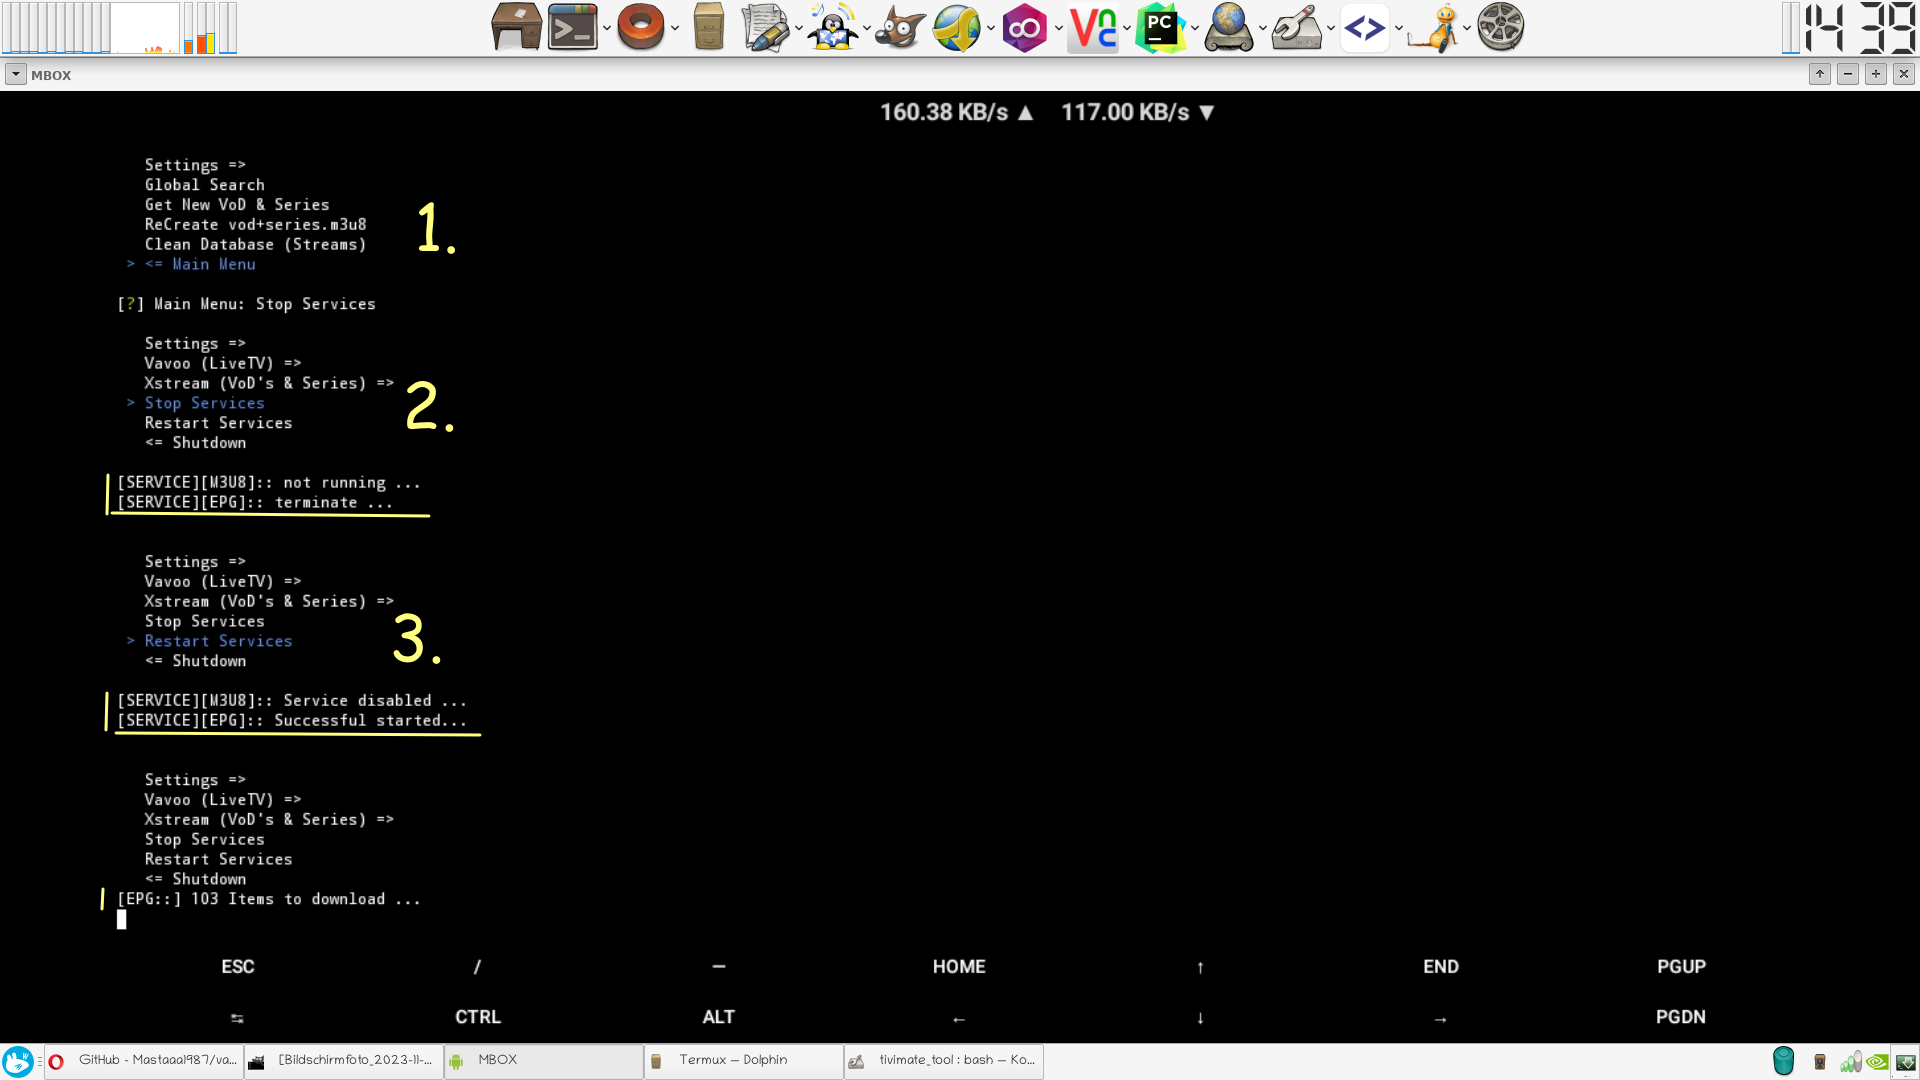 14 39
PC
MBOX
160.38 KB/s ▲ 117.00 KB/s ▼
Settings =>
Global Search
Get New VoD & Series
ReCreate vod+series.m3u8
Clean Database (Streams)
> <= Main Menu
1.
[?] Main Menu: Stop Services
Settings =>
Vavoo (LiveTV) =>
Xstream (VoD's & Series) =>
> Stop Services
Restart Services
<= Shutdown
2.
[SERVICE][M3U8]:: not running ...
[SERVICE][EPG]:: terminate ...
Settings =>
Vavoo (LiveTV) =>
Xstream (VoD's & Series) =>
Stop Services
> Restart Services
<= Shutdown
3.
[SERVICE][M3U8]:: Service disabled ...
[SERVICE][EPG]:: Successful started...
Settings =>
Vavoo (LiveTV) =>
Xstream (VoD's & Series) =>
Stop Services
Restart Services
<= Shutdown
[EPG::] 103 Items to download ...
ESC / — HOME ↑ END PGUP
↹ CTRL ALT ← ↓ → PGDN
GitHub - Mastaaa1987/va... [Bildschirmfoto_2023-11-... MBOX Termux — Dolphin tivimate_tool : bash — Ko...